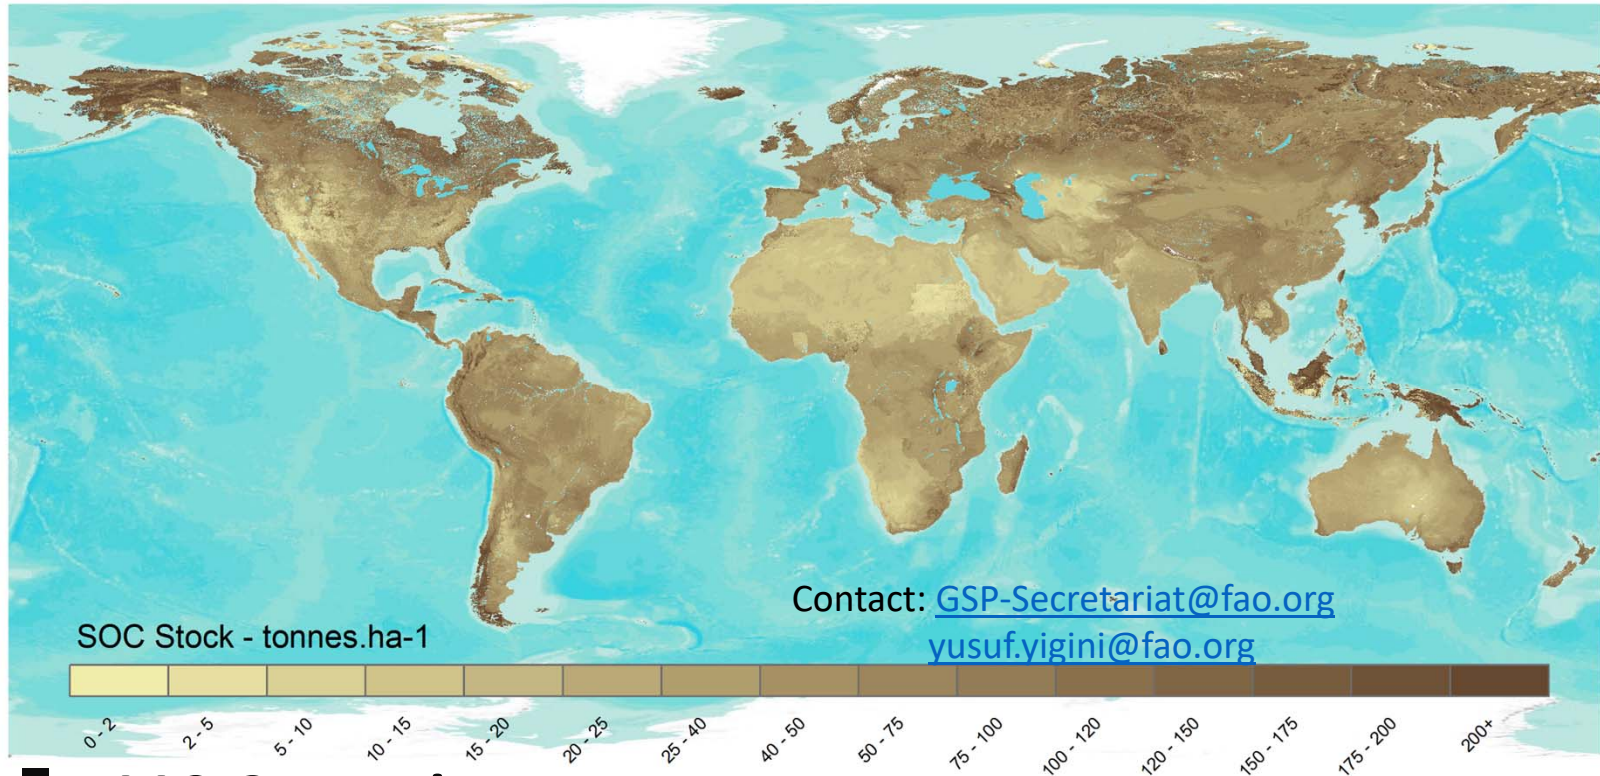 Contact: GSP-Secretariat@fao.org
yusuf.yigini@fao.org
SOC Stock - tonnes.ha-1
0 - 2
2 - 5
5 - 10
10 - 15
15 - 20
20 - 25
25 - 40
40 - 50
50 - 75
75 - 100
100 - 120
120 - 150
150 - 175
175 - 200
200+